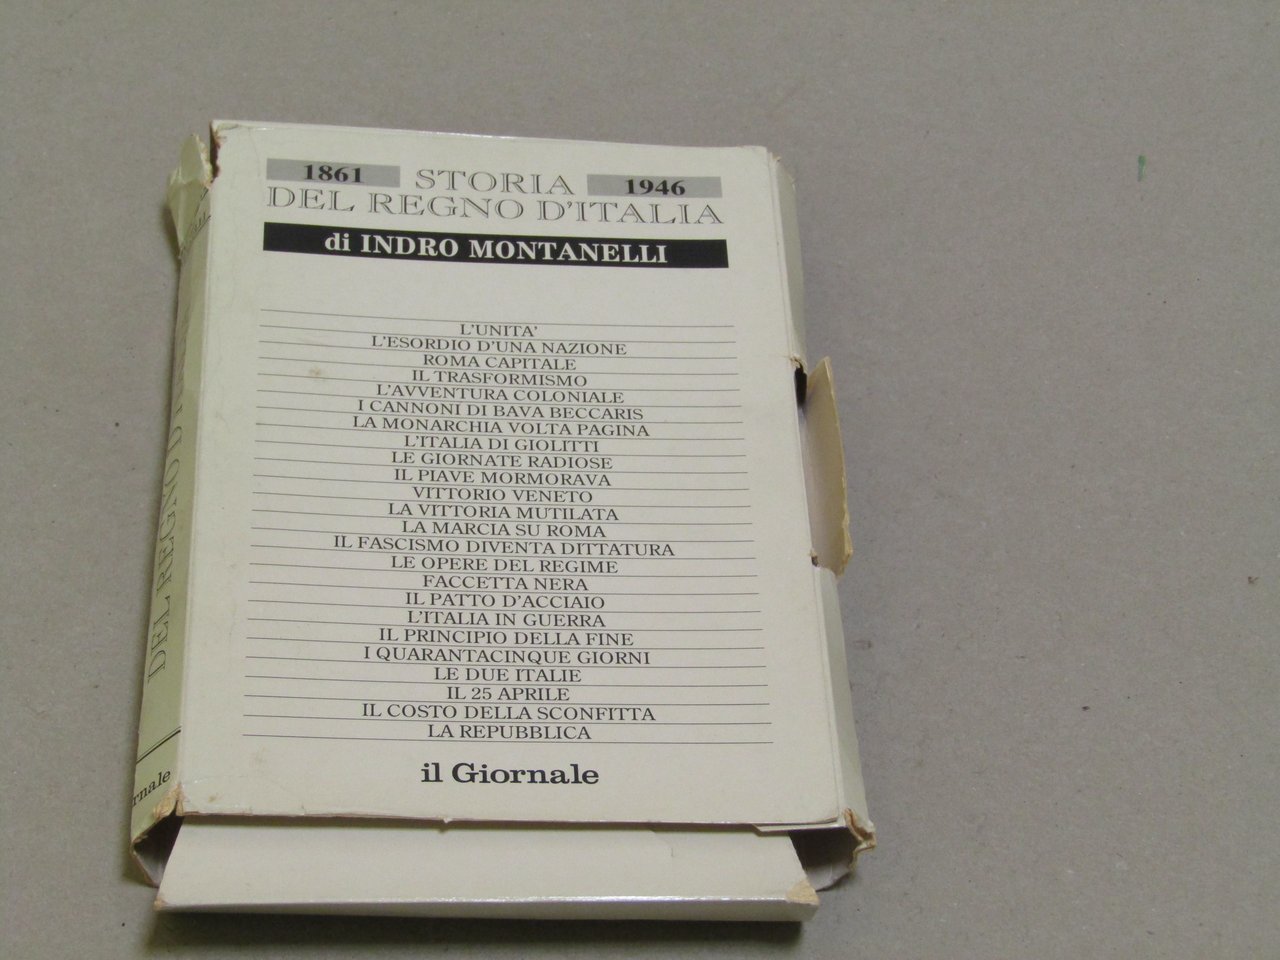 1861 STORIA 1946
DEL REGNO D'ITALIA
di INDRO MONTANELLI
L'UNITA'
L'ESORDIO D'UNA NAZIONE
ROMA CAPITALE
IL TRASFORMISMO
L'AVVENTURA COLONIALE
I CANNONI DI BAVA BECCARIS
LA MONARCHIA VOLTA PAGINA
L'ITALIA DI GIOLITTI
LE GIORNATE RADIOSE
IL PIAVE MORMORAVA
VITTORIO VENETO
LA VITTORIA MUTILATA
LA MARCIA SU ROMA
IL FASCISMO DIVENTA DITTATURA
LE OPERE DEL REGIME
FACCETTA NERA
IL PATTO D'ACCIAIO
L'ITALIA IN GUERRA
IL PRINCIPIO DELLA FINE
I QUARANTACINQUE GIORNI
LE DUE ITALIE
IL 25 APRILE
IL COSTO DELLA SCONFITTA
LA REPUBBLICA
il Giornale
DEL REGNO D'I
rnale